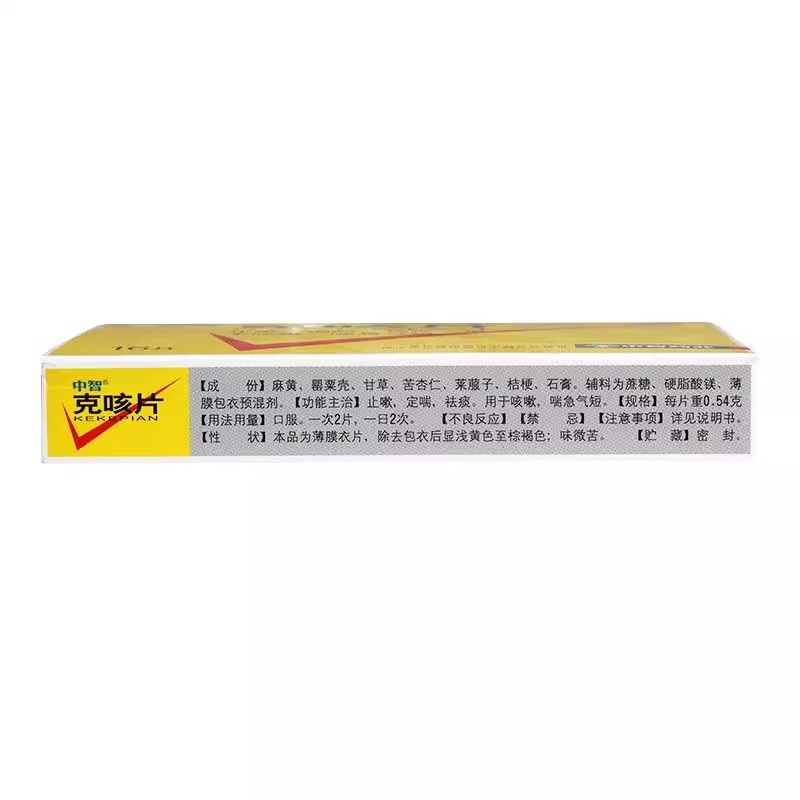 16片
中智®
克咳片
KEKEPIAN
【成 份】麻黄、罂粟壳、甘草、苦杏仁、莱菔子、桔梗、石膏。辅料为蔗糖、硬脂酸镁、薄
膜包衣预混剂。【功能主治】止嗽，定喘，祛痰。用于咳嗽，喘急气短。【规格】每片重0.54克
【用法用量】口服。一次2片，一日2次。 【不良反应】【禁 忌】【注意事项】详见说明书。
【性 状】本品为薄膜衣片，除去包衣后显浅黄色至棕褐色；味微苦。 【贮 藏】密 封。